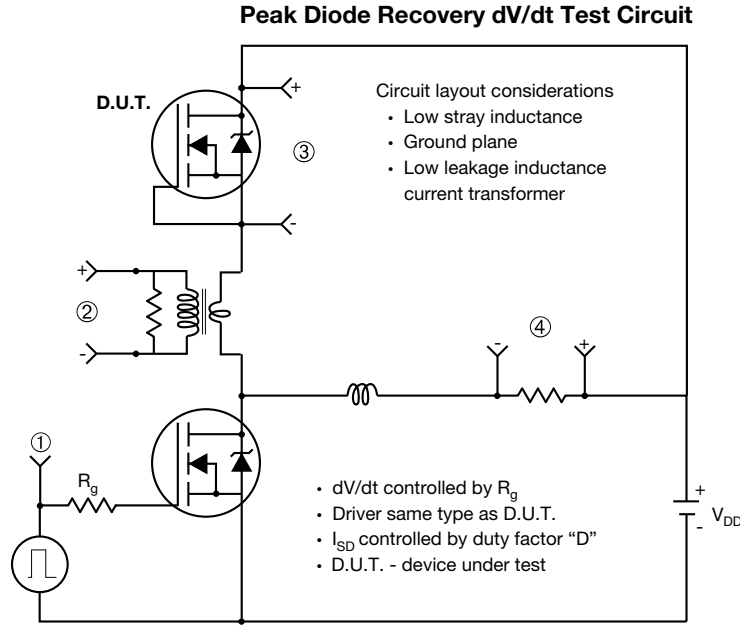 Peak Diode Recovery dV/dt Test Circuit
D.U.T.
+
-
③
Circuit layout considerations
• Low stray inductance
• Ground plane
• Low leakage inductance
current transformer
+
②
-
④
-
+
①
Rg
• dV/dt controlled by Rg
• Driver same type as D.U.T.
• ISD controlled by duty factor “D”
• D.U.T. - device under test
+
-
VDD